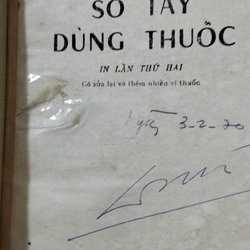 SỔ TAY
DÙNG THUỐC
IN LẦN THỨ HAI
Có sửa lại và thêm nhiều vị thuốc
Ngày 3-2-70